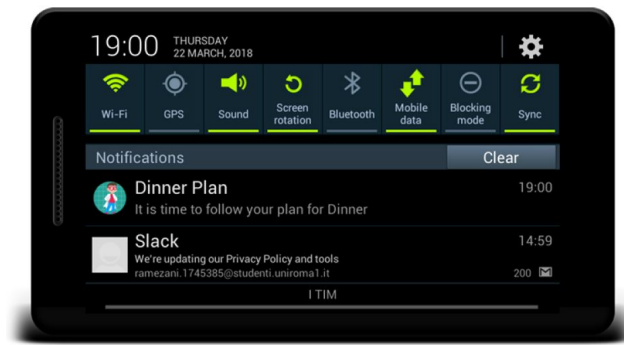 19:00 THURSDAY
22 MARCH, 2018
Wi-Fi GPS Sound Screen rotation Bluetooth Mobile data Blocking mode Sync
Notifications Clear
Dinner Plan 19:00
It is time to follow your plan for Dinner
Slack 14:59
We're updating our Privacy Policy and tools
ramezani.1745385@studenti.uniroma1.it 200
I TIM